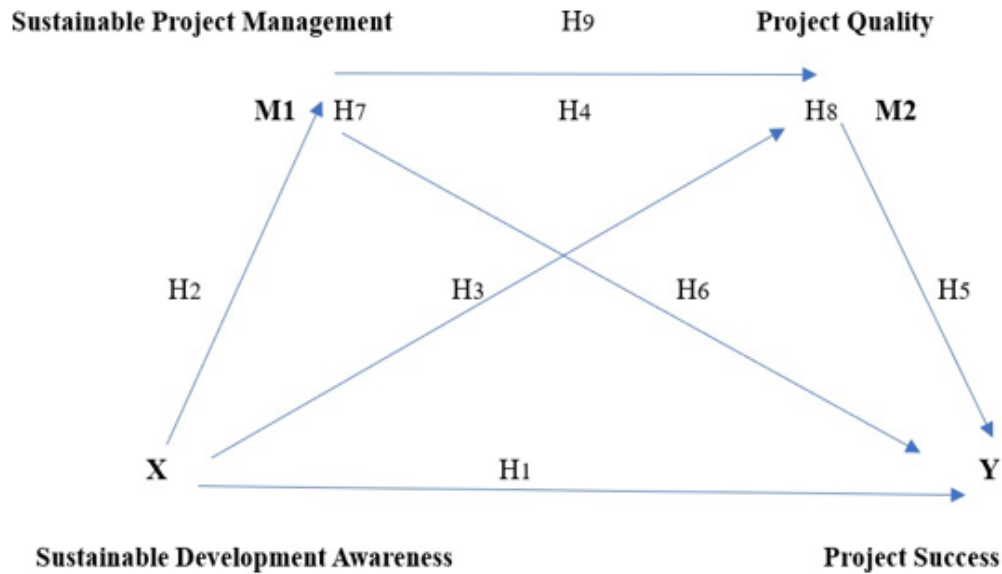 Sustainable Project Management H9 Project Quality
M1 H7 H4 H8 M2
H2 H3 H6 H5
X H1 Y
Sustainable Development Awareness Project Success